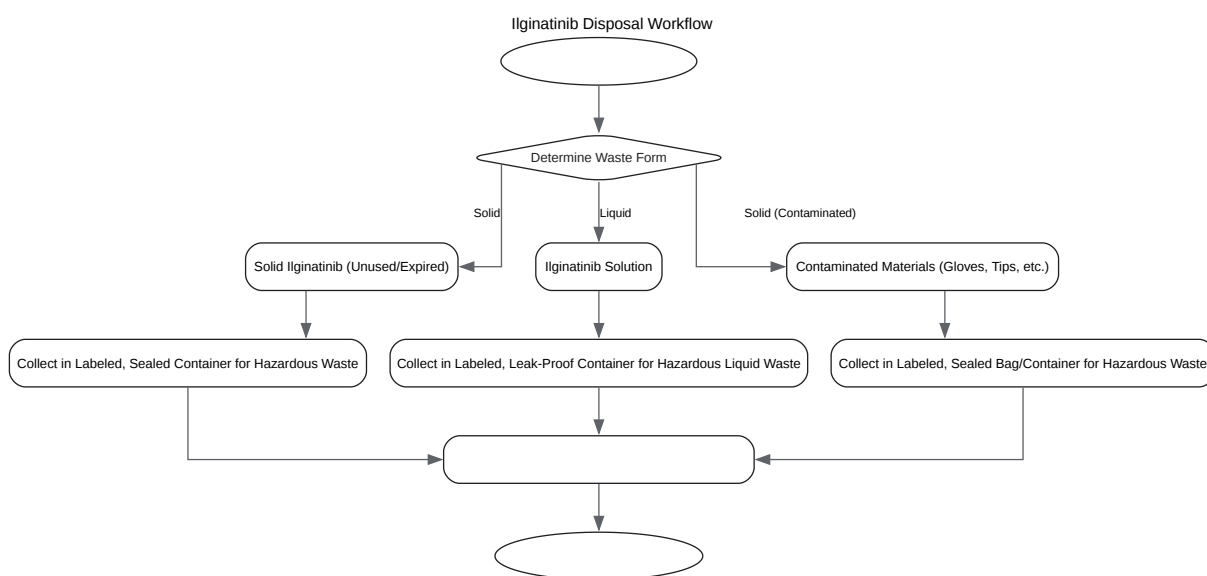 Ilginatinib Disposal Workflow
Determine Waste Form
Solid
Liquid
Solid (Contaminated)
Solid Ilginatinib (Unused/Expired)
Ilginatinib Solution
Contaminated Materials (Gloves, Tips, etc.)
Collect in Labeled, Sealed Container for Hazardous Waste
Collect in Labeled, Leak-Proof Container for Hazardous Liquid Waste
Collect in Labeled, Sealed Bag/Container for Hazardous Waste